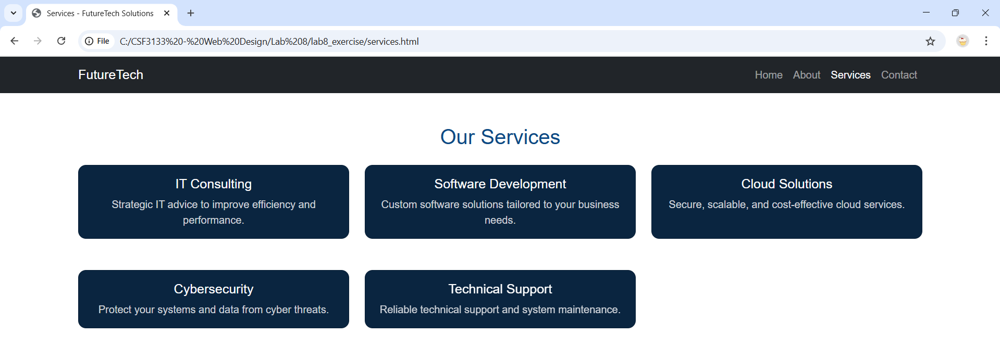 Services - FutureTech Solutions
File
C:/CSF3133%20-%20Web%20Design/Lab%208/lab8_exercise/services.html
FutureTech
Home About Services Contact
Our Services
IT Consulting
Strategic IT advice to improve efficiency and
performance.
Software Development
Custom software solutions tailored to your business
needs.
Cloud Solutions
Secure, scalable, and cost-effective cloud services.
Cybersecurity
Protect your systems and data from cyber threats.
Technical Support
Reliable technical support and system maintenance.